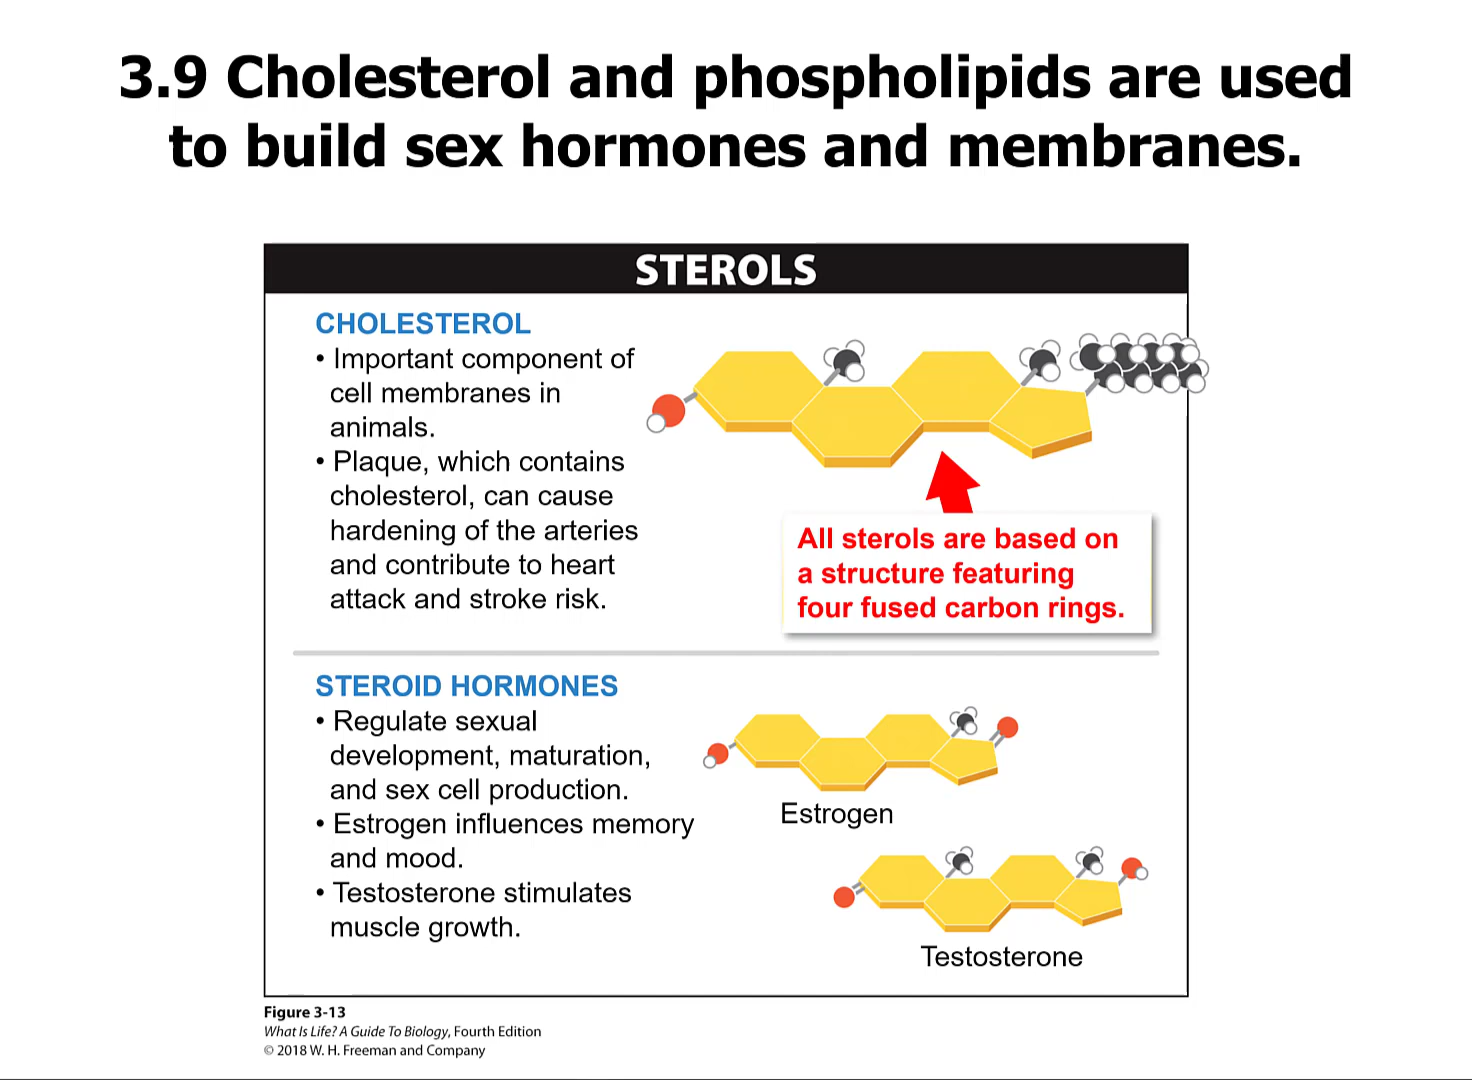 3.9 Cholesterol and phospholipids are used
to build sex hormones and membranes.
STEROLS
CHOLESTEROL
• Important component of
cell membranes in
animals.
• Plaque, which contains
cholesterol, can cause
hardening of the arteries
and contribute to heart
attack and stroke risk.
All sterols are based on
a structure featuring
four fused carbon rings.
STEROID HORMONES
• Regulate sexual
development, maturation,
and sex cell production.
• Estrogen influences memory
and mood.
• Testosterone stimulates
muscle growth.
Estrogen
Testosterone
Figure 3-13
What Is Life? A Guide To Biology, Fourth Edition
© 2018 W. H. Freeman and Company